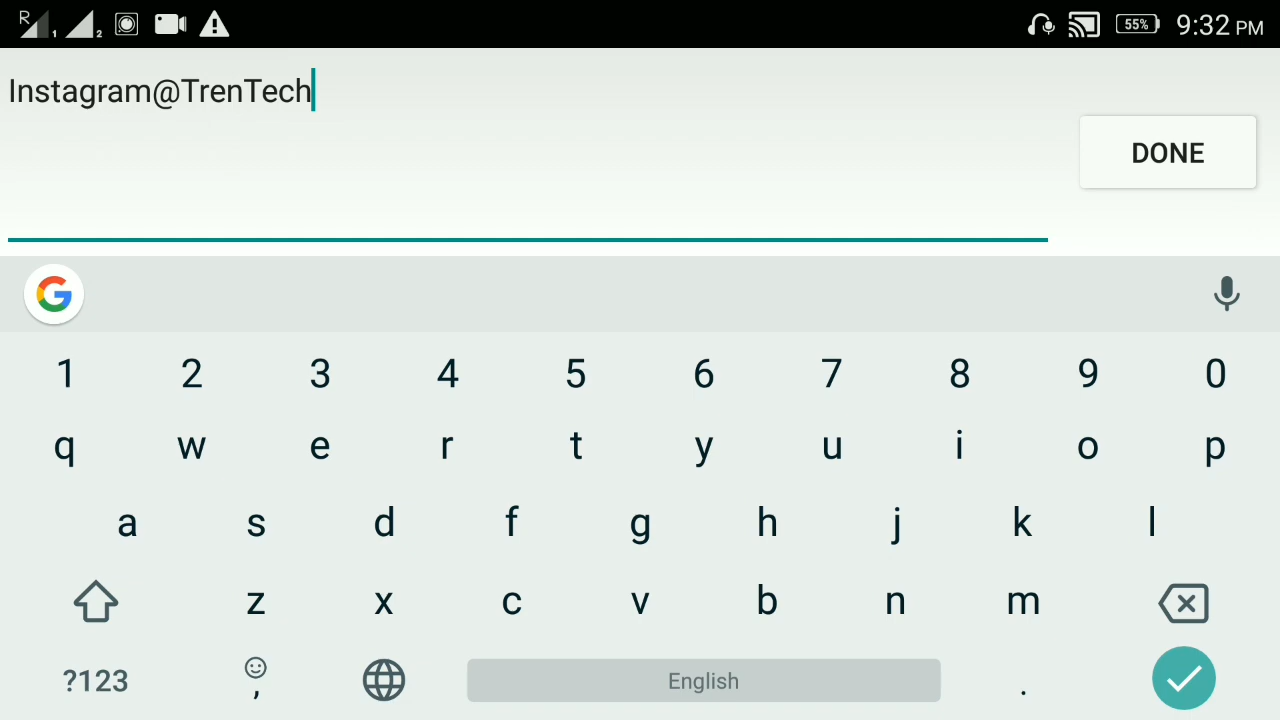 R 1 2 55% 9:32 PM
Instagram@TrenTech
DONE
G
1 2 3 4 5 6 7 8 9 0
q w e r t y u i o p
a s d f g h j k l
z x c v b n m
?123 , English .